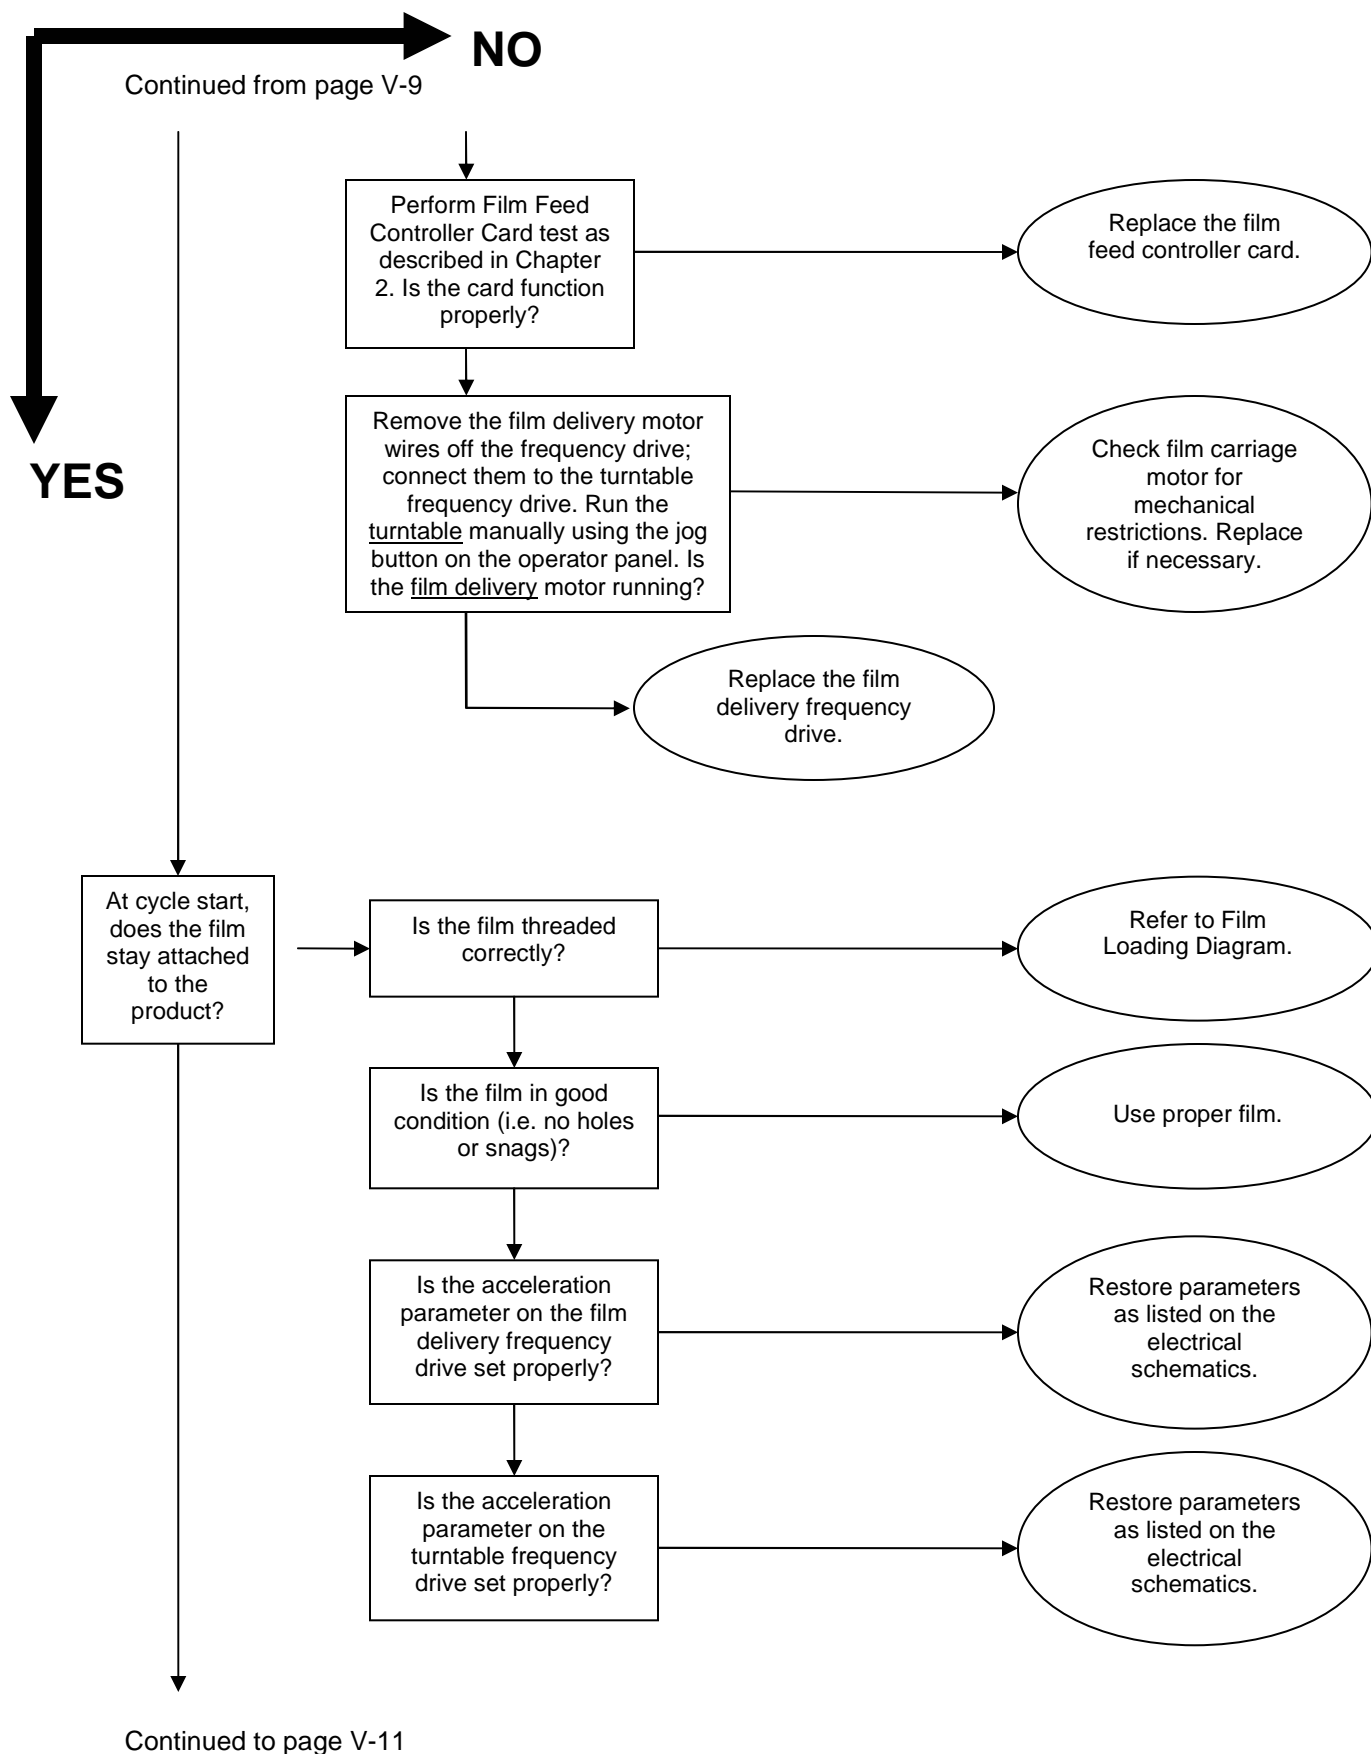 NO
Continued from page V-9
YES
Perform Film Feed
Controller Card test as
described in Chapter
2. Is the card function
properly?
Replace the film
feed controller card.
Remove the film delivery motor
wires off the frequency drive;
connect them to the turntable
frequency drive. Run the
turntable manually using the jog
button on the operator panel. Is
the film delivery motor running?
Check film carriage
motor for
mechanical
restrictions. Replace
if necessary.
Replace the film
delivery frequency
drive.
At cycle start,
does the film
stay attached
to the
product?
Is the film threaded
correctly?
Refer to Film
Loading Diagram.
Is the film in good
condition (i.e. no holes
or snags)?
Use proper film.
Is the acceleration
parameter on the film
delivery frequency
drive set properly?
Restore parameters
as listed on the
electrical
schematics.
Is the acceleration
parameter on the
turntable frequency
drive set properly?
Restore parameters
as listed on the
electrical
schematics.
Continued to page V-11